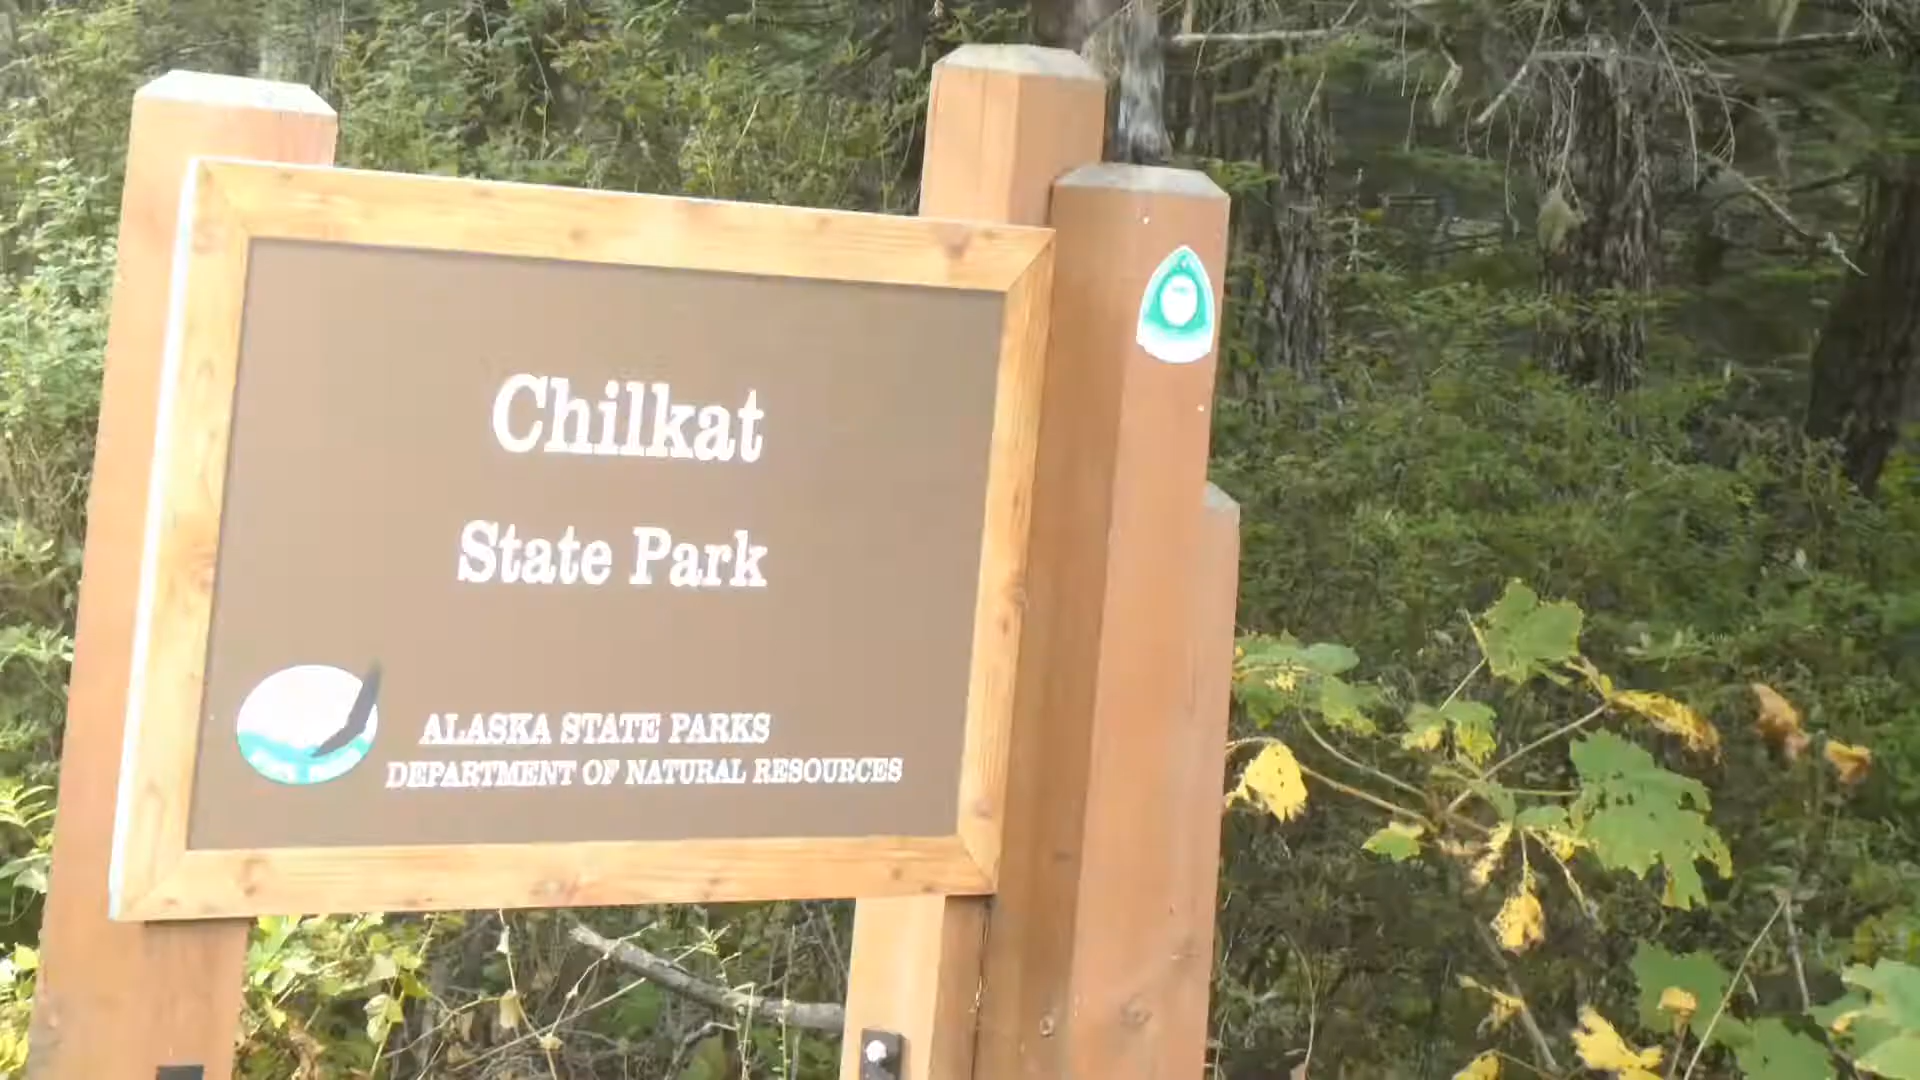 Chilkat
State Park
ALASKA STATE PARKS
DEPARTMENT OF NATURAL RESOURCES